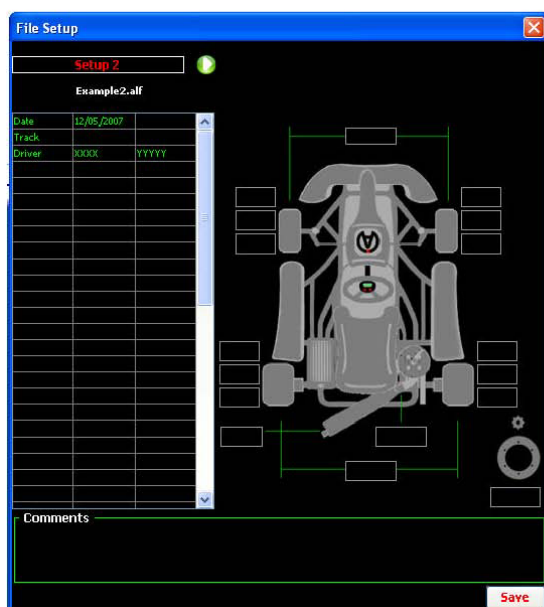 File Setup
Setup 2
Example2.alf
Date 12/05/2007
Track
Driver XXXX YYYYY
Comments
Save